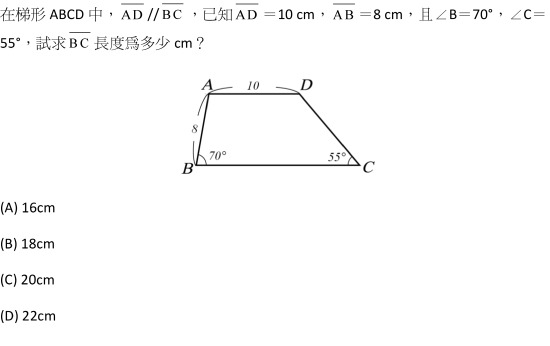 在梯形 ABCD 中，AD // BC ，已知 AD ＝10 cm，AB ＝8 cm，且∠B＝70°，∠C＝
55°，試求 BC 長度爲多少 cm？
A 10 D
8
B 70° 55° C
(A) 16cm
(B) 18cm
(C) 20cm
(D) 22cm